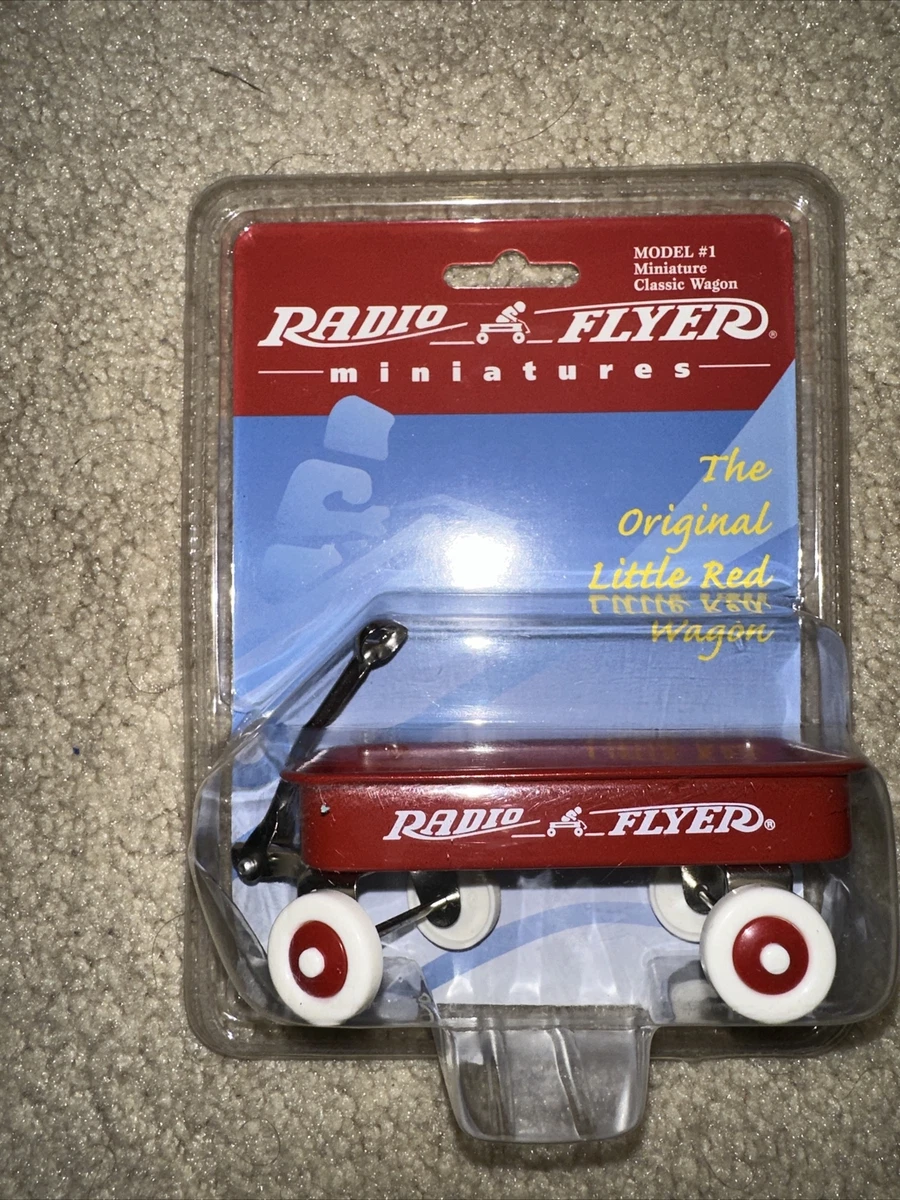 MODEL #1
Miniature
Classic Wagon
RADIO FLYER®
miniatures
The
Original
Little Red
Wagon
RADIO FLYER®